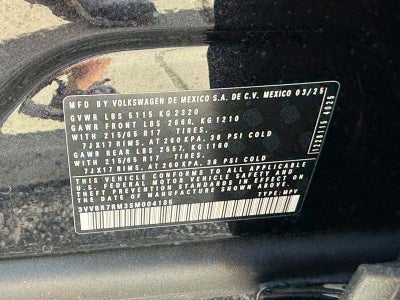 MFD BY VOLKSWAGEN DE MEXICO S.A. DE C.V. MEXICO 03/25
GVWR LBS 5115 KG 2320
GAWR FRONT LBS 2668, KG 1210
WITH 215/65 R17 TIRES,
7JX17 RIMS, AT 260 KPA, 38 PSI COLD
GAWR REAR LBS 2557, KG 1160
WITH 215/65 R17 TIRES,
7JX17 RIMS, AT 260 KPA, 38 PSI COLD
THIS VEHICLE CONFORMS TO ALL APPLICABLE
U.S. FEDERAL MOTOR VEHICLE SAFETY AND
THEFT PREVENTION STANDARDS IN EFFECT ON
THE DATE OF MANUFACTURE SHOWN ABOVE.
TYPE: MPV